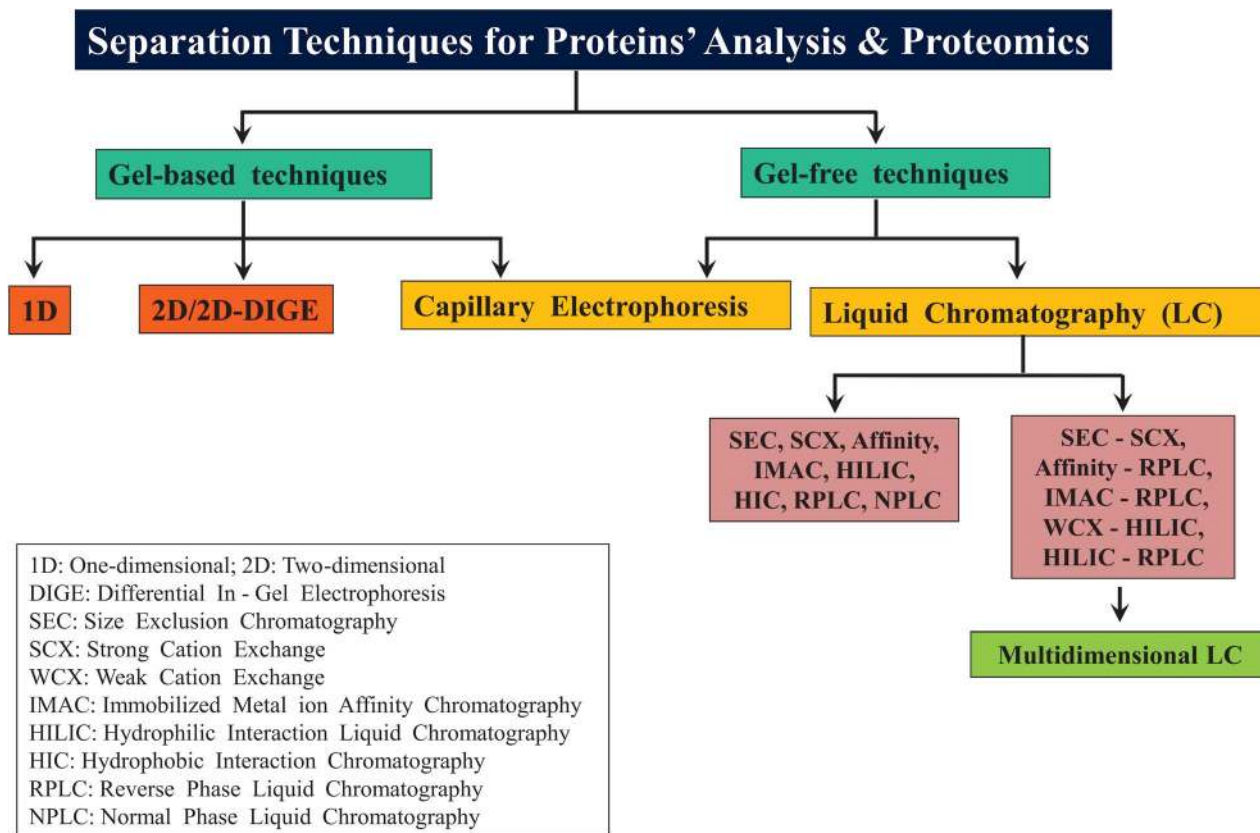 Separation Techniques for Proteins' Analysis & Proteomics
Gel-based techniques
Gel-free techniques
1D
2D/2D-DIGE
Capillary Electrophoresis
Liquid Chromatography (LC)
SEC, SCX, Affinity,
IMAC, HILIC,
HIC, RPLC, NPLC
SEC - SCX,
Affinity - RPLC,
IMAC - RPLC,
WCX - HILIC,
HILIC - RPLC
Multidimensional LC
1D: One-dimensional; 2D: Two-dimensional
DIGE: Differential In - Gel Electrophoresis
SEC: Size Exclusion Chromatography
SCX: Strong Cation Exchange
WCX: Weak Cation Exchange
IMAC: Immobilized Metal ion Affinity Chromatography
HILIC: Hydrophilic Interaction Liquid Chromatography
HIC: Hydrophobic Interaction Chromatography
RPLC: Reverse Phase Liquid Chromatography
NPLC: Normal Phase Liquid Chromatography